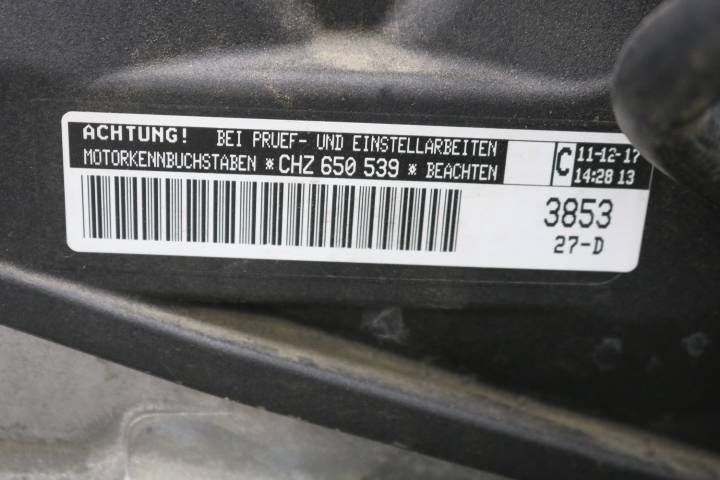 ACHTUNG! BEI PRUEF- UND EINSTELLARBEITEN
MOTORKENNBUCHSTABEN *CHZ 650 539* BEACHTEN
C
11-12-17
14:28 13
3853
27-D